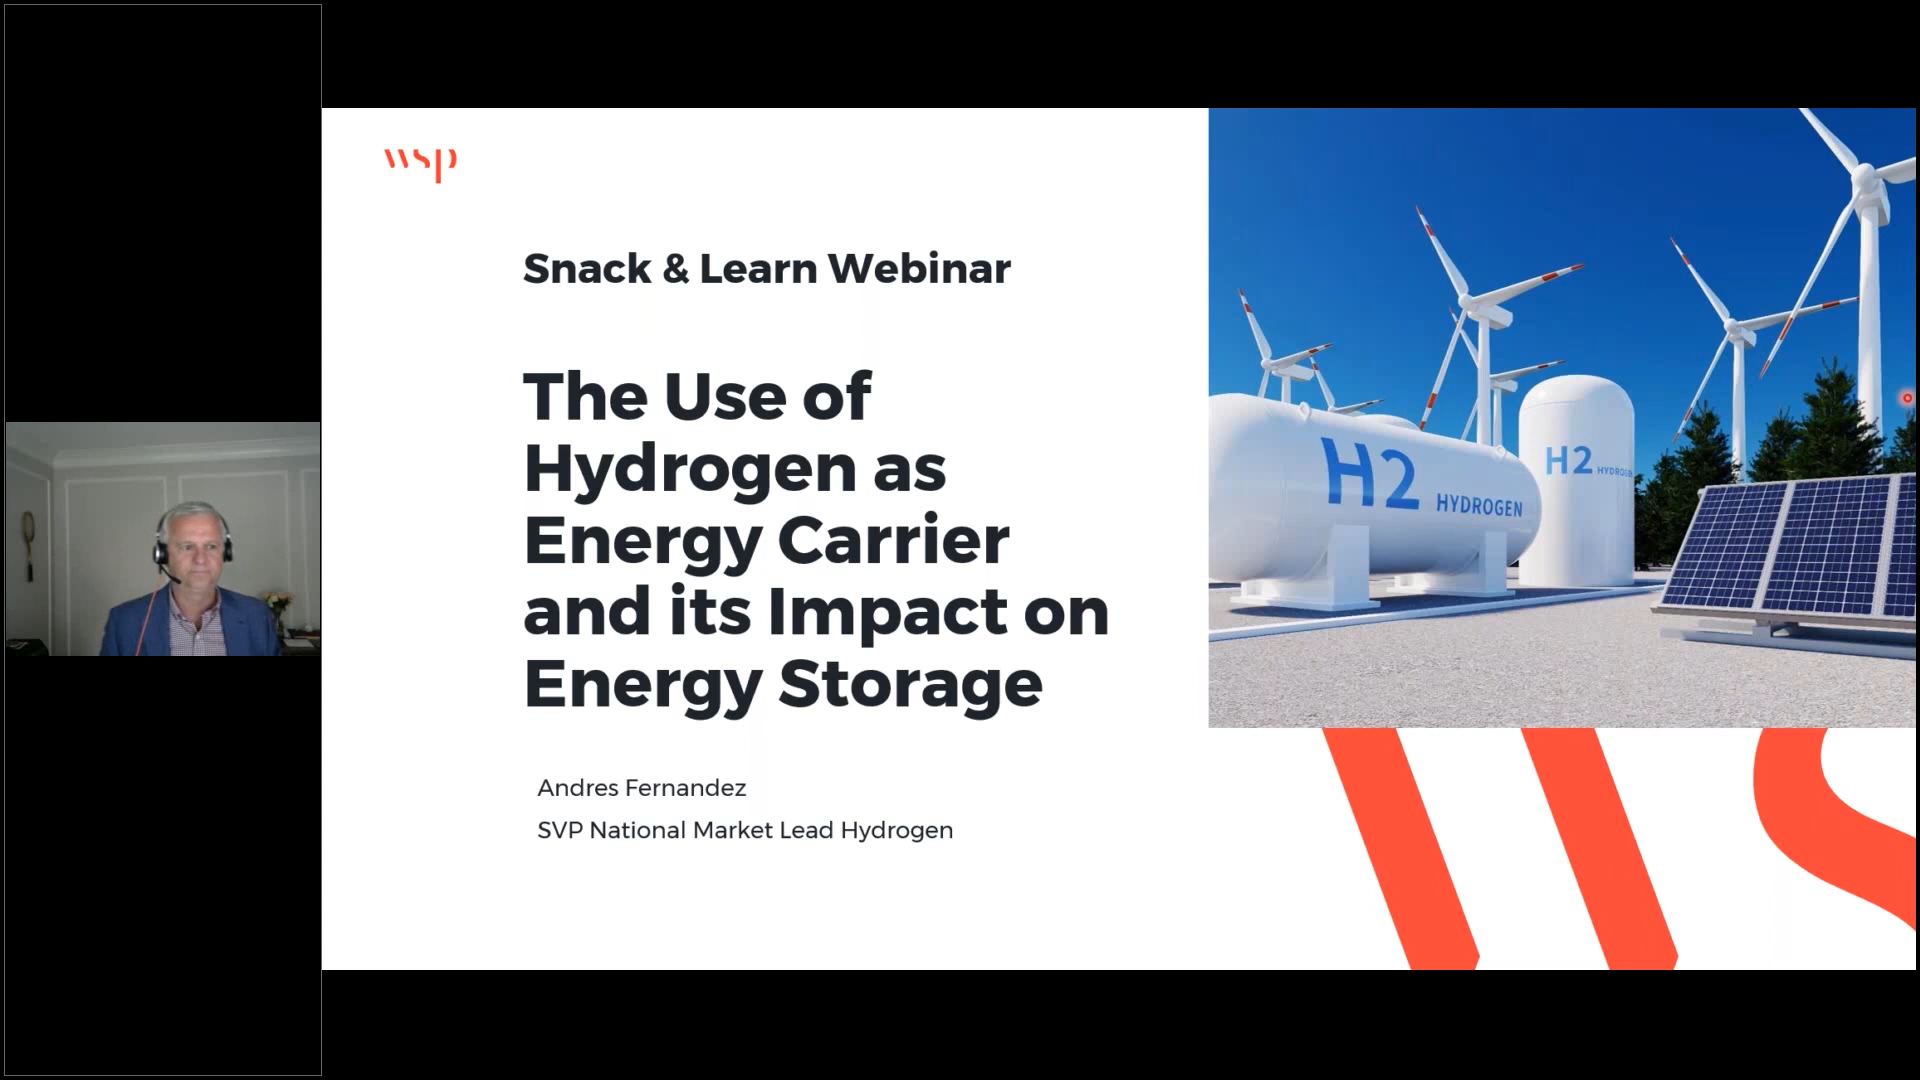 wsp
Snack & Learn Webinar
The Use of
Hydrogen as
Energy Carrier
and its Impact on
Energy Storage
Andres Fernandez
SVP National Market Lead Hydrogen
H2 HYDROGEN
H2 HYDROGEN